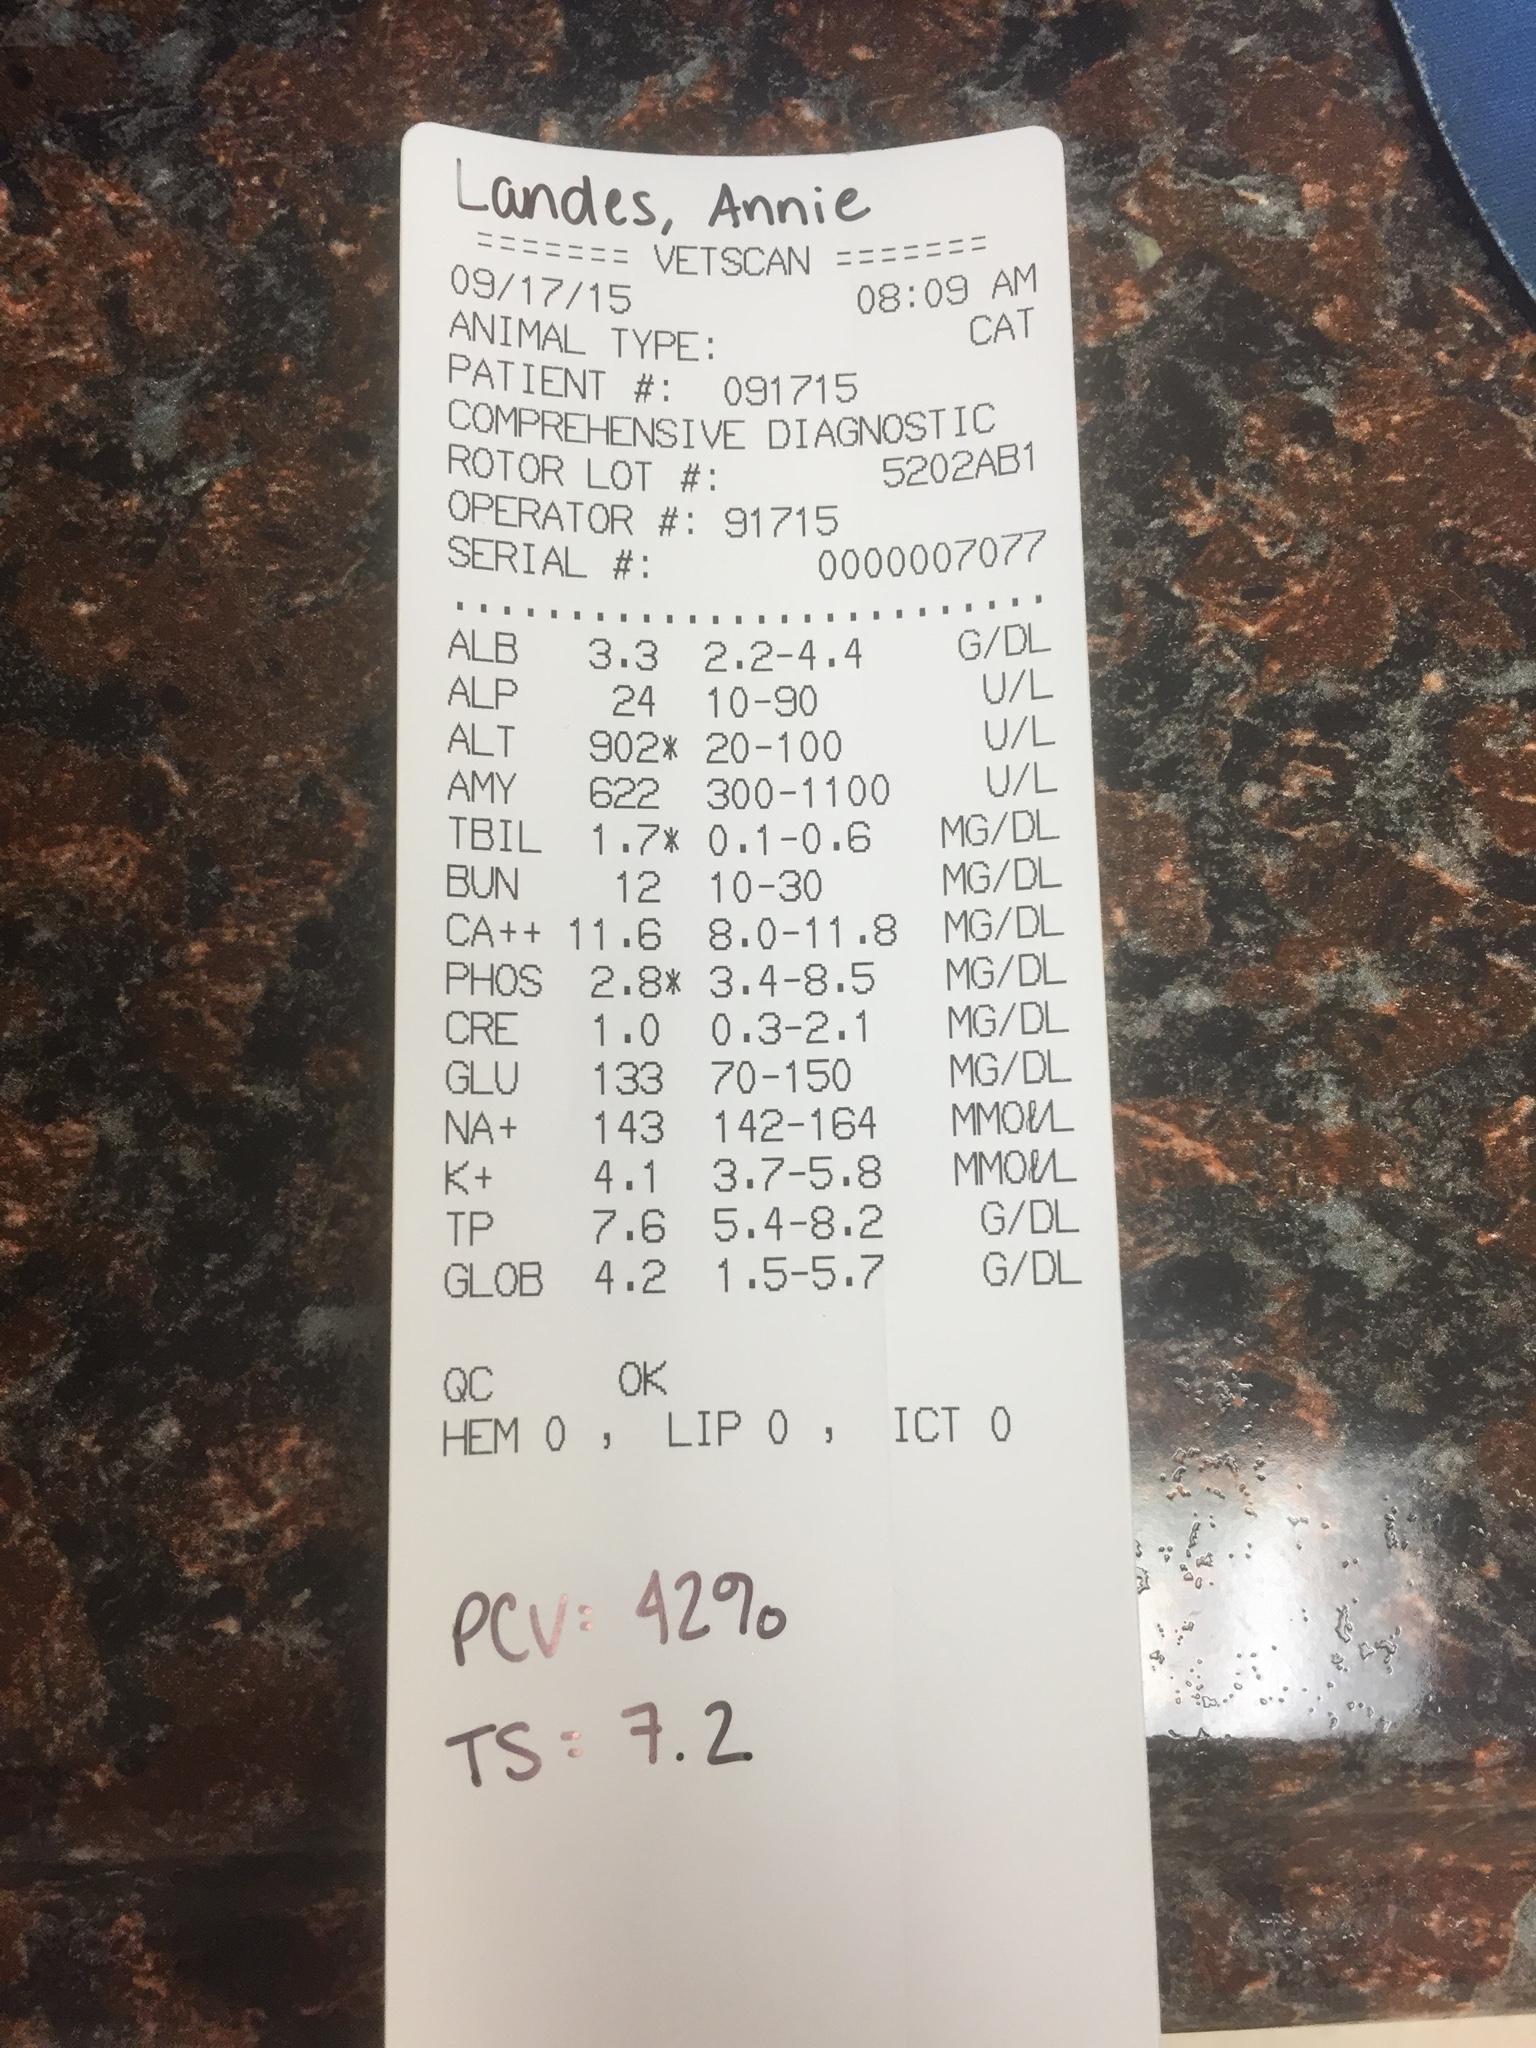 Landes, Annie
======= VETSCAN =======
09/17/15 08:09 AM
ANIMAL TYPE: CAT
PATIENT #: 091715
COMPREHENSIVE DIAGNOSTIC
ROTOR LOT #: 5202AB1
OPERATOR #: 91715
SERIAL #: 0000007077
..........................
ALB 3.3 2.2-4.4 G/DL
ALP 24 10-90 U/L
ALT 902* 20-100 U/L
AMY 622 300-1100 U/L
TBIL 1.7* 0.1-0.6 MG/DL
BUN 12 10-30 MG/DL
CA++ 11.6 8.0-11.8 MG/DL
PHOS 2.8* 3.4-8.5 MG/DL
CRE 1.0 0.3-2.1 MG/DL
GLU 133 70-150 MG/DL
NA+ 143 142-164 MMOL/L
K+ 4.1 3.7-5.8 MMOL/L
TP 7.6 5.4-8.2 G/DL
GLOB 4.2 1.5-5.7 G/DL
QC OK
HEM 0 , LIP 0 , ICT 0
PCV: 42%
TS: 7.2